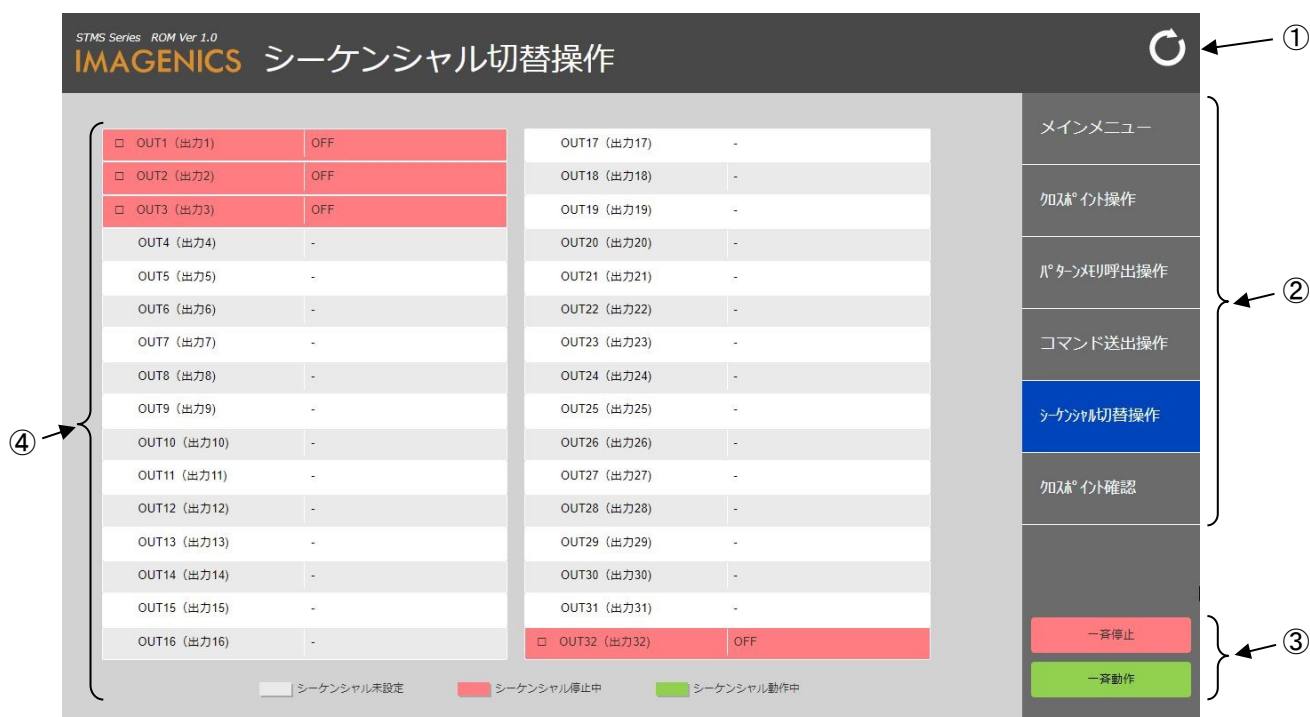 STMS Series ROM Ver 1.0
IMAGENICS シーケンシャル切替操作
①
メインメニュー
クロスポイント操作
パターンメモリ呼出操作
コマンド送出操作
シーケンシャル切替操作
クロスポイント確認
②
④
□ OUT1（出力1） OFF
□ OUT2（出力2） OFF
□ OUT3（出力3） OFF
OUT4（出力4） -
OUT5（出力5） -
OUT6（出力6） -
OUT7（出力7） -
OUT8（出力8） -
OUT9（出力9） -
OUT10（出力10） -
OUT11（出力11） -
OUT12（出力12） -
OUT13（出力13） -
OUT14（出力14） -
OUT15（出力15） -
OUT16（出力16） -
OUT17（出力17） -
OUT18（出力18） -
OUT19（出力19） -
OUT20（出力20） -
OUT21（出力21） -
OUT22（出力22） -
OUT23（出力23） -
OUT24（出力24） -
OUT25（出力25） -
OUT26（出力26） -
OUT27（出力27） -
OUT28（出力28） -
OUT29（出力29） -
OUT30（出力30） -
OUT31（出力31） -
□ OUT32（出力32） OFF
一斉停止
一斉動作
③
シーケンシャル未設定 シーケンシャル停止中 シーケンシャル動作中